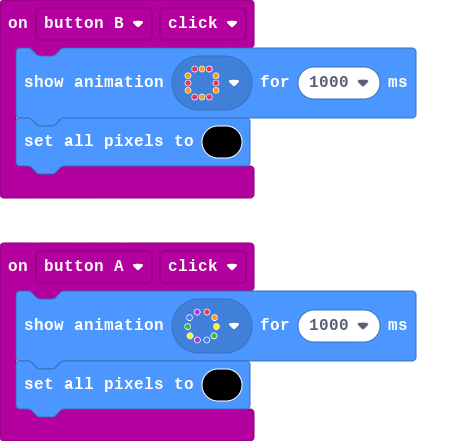 on button B click
show animation for 1000 ms
set all pixels to
on button A click
show animation for 1000 ms
set all pixels to